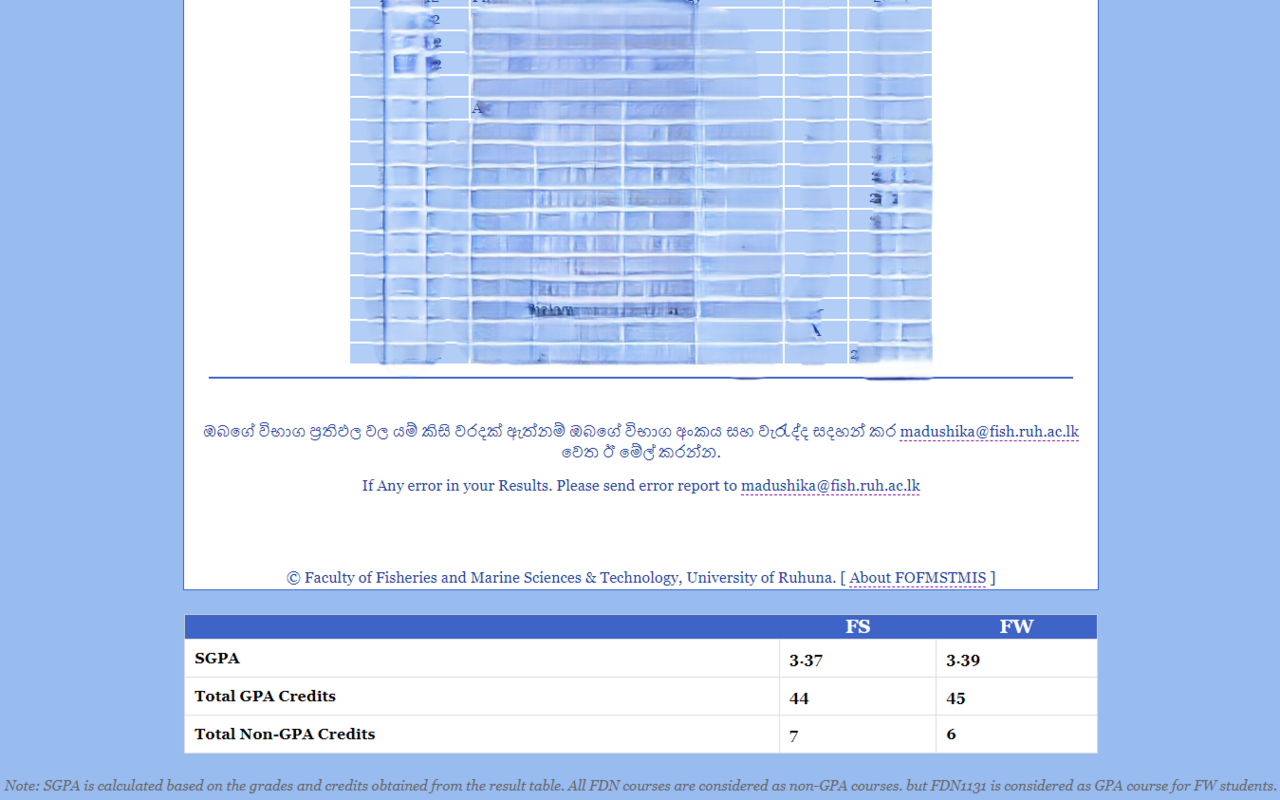 ඔබගේ විභාග ප්‍රතිඵල වල යම් කිසි වරදක් ඇත්නම් ඔබගේ විභාග අංකය සහ වැරැද්ද සඳහන් කර madushika@fish.ruh.ac.lk
වෙත ඊ මේල් කරන්න.
If Any error in your Results. Please send error report to madushika@fish.ruh.ac.lk
© Faculty of Fisheries and Marine Sciences & Technology, University of Ruhuna. [ About FOFMSTMIS ]
FS FW
SGPA 3.37 3.39
Total GPA Credits 44 45
Total Non-GPA Credits 7 6
Note: SGPA is calculated based on the grades and credits obtained from the result table. All FDN courses are considered as non-GPA courses. but FDN1131 is considered as GPA course for FW students.